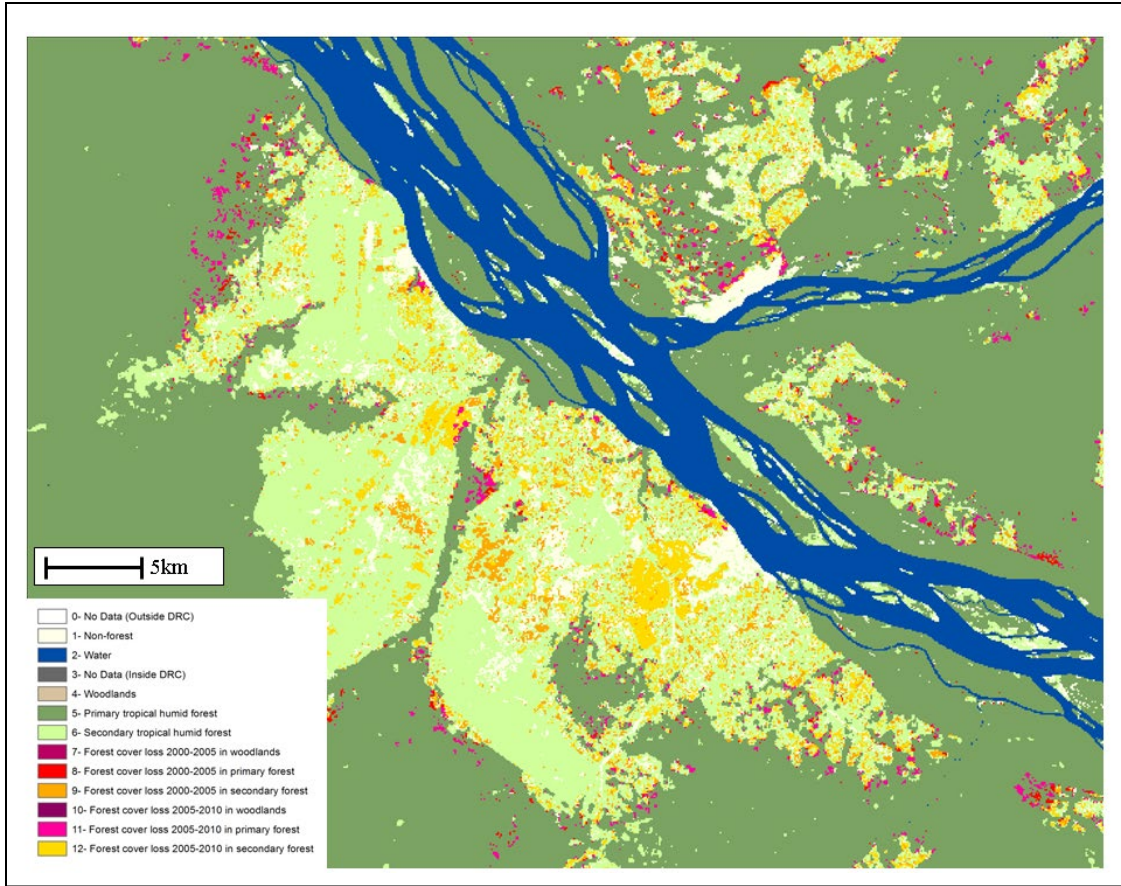 5km
0- No Data (Outside DRC)
1- Non-forest
2- Water
3- No Data (Inside DRC)
4- Woodlands
5- Primary tropical humid forest
6- Secondary tropical humid forest
7- Forest cover loss 2000-2005 in woodlands
8- Forest cover loss 2000-2005 in primary forest
9- Forest cover loss 2000-2005 in secondary forest
10- Forest cover loss 2005-2010 in woodlands
11- Forest cover loss 2005-2010 in primary forest
12- Forest cover loss 2005-2010 in secondary forest